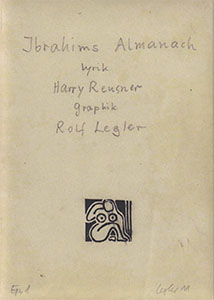 Ibrahims Almanach
Lyrik
Harry Reusner
Graphik
Rolf Legler